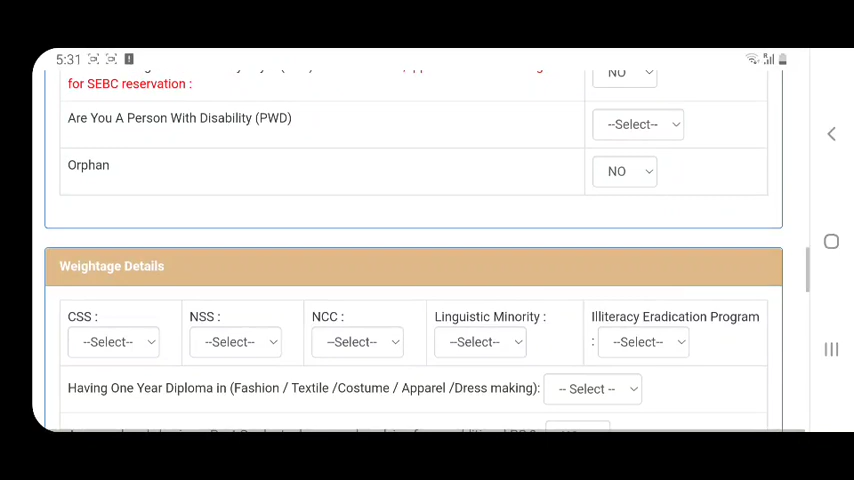 5:31
for SEBC reservation :
NO
Are You A Person With Disability (PWD)
--Select--
Orphan
NO
Weightage Details
CSS :
NSS :
NCC :
Linguistic Minority :
Illiteracy Eradication Program
--Select--
--Select--
--Select--
--Select--
: --Select--
Having One Year Diploma in (Fashion / Textile /Costume / Apparel /Dress making): -- Select --